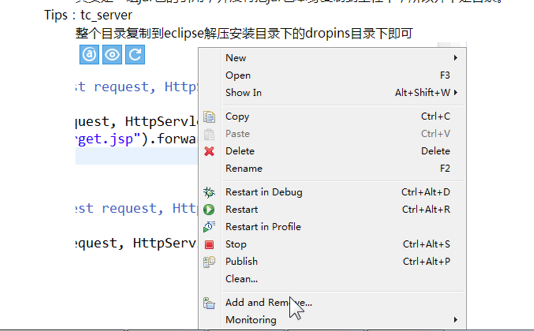 Tips：tc_server
整个目录复制到eclipse解压安装目录下的dropins目录下即可
st request, HttpServle
quest, HttpServl
rget.jsp").forwa
est request, Htt
equest, HttpServ
New
Open F3
Show In Alt+Shift+W
Copy Ctrl+C
Paste Ctrl+V
Delete Delete
Rename F2
Restart in Debug Ctrl+Alt+D
Restart Ctrl+Alt+R
Restart in Profile
Stop Ctrl+Alt+S
Publish Ctrl+Alt+P
Clean...
Add and Remove...
Monitoring